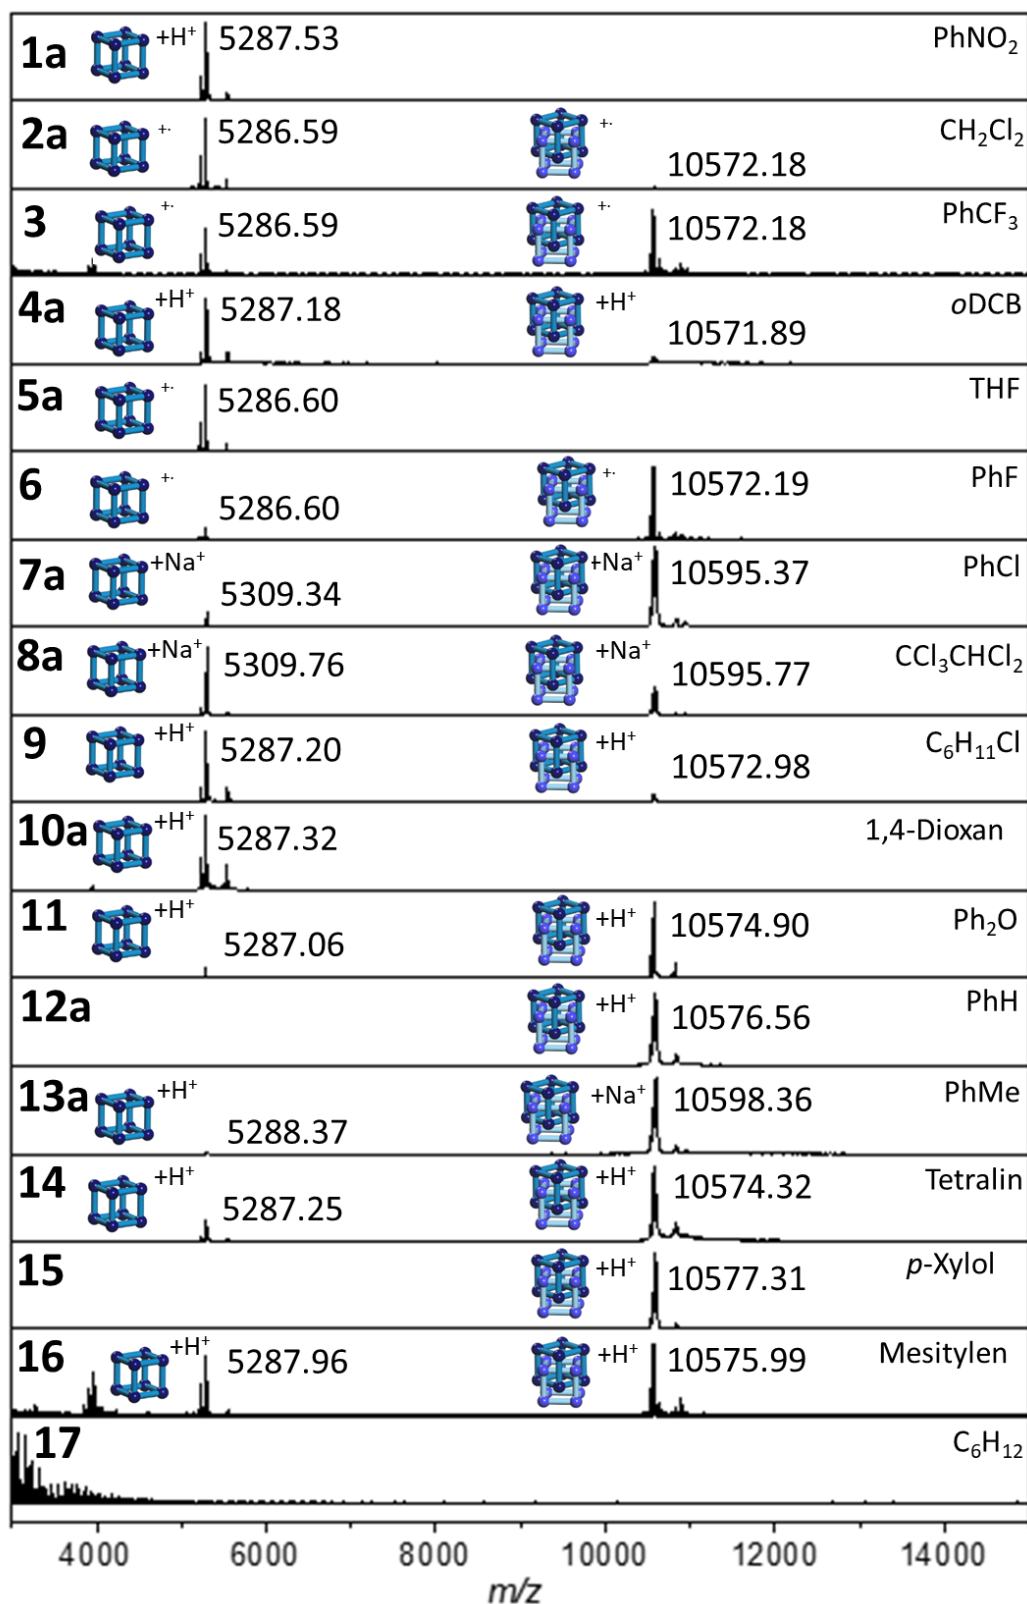 1a +H⁺ 5287.53 PhNO₂
2a +· 5286.59 +· 10572.18 CH₂Cl₂
3 +· 5286.59 +· 10572.18 PhCF₃
4a +H⁺ 5287.18 +H⁺ 10571.89 oDCB
5a +· 5286.60 THF
6 +· 5286.60 +· 10572.19 PhF
7a +Na⁺ 5309.34 +Na⁺ 10595.37 PhCl
8a +Na⁺ 5309.76 +Na⁺ 10595.77 CCl₃CHCl₂
9 +H⁺ 5287.20 +H⁺ 10572.98 C₆H₁₁Cl
10a +H⁺ 5287.32 1,4-Dioxan
11 +H⁺ 5287.06 +H⁺ 10574.90 Ph₂O
12a +H⁺ 10576.56 PhH
13a +H⁺ 5288.37 +Na⁺ 10598.36 PhMe
14 +H⁺ 5287.25 +H⁺ 10574.32 Tetralin
15 +H⁺ 10577.31 p-Xylol
16 +H⁺ 5287.96 +H⁺ 10575.99 Mesitylen
17 C₆H₁₂
4000 6000 8000 10000 12000 14000
m/z